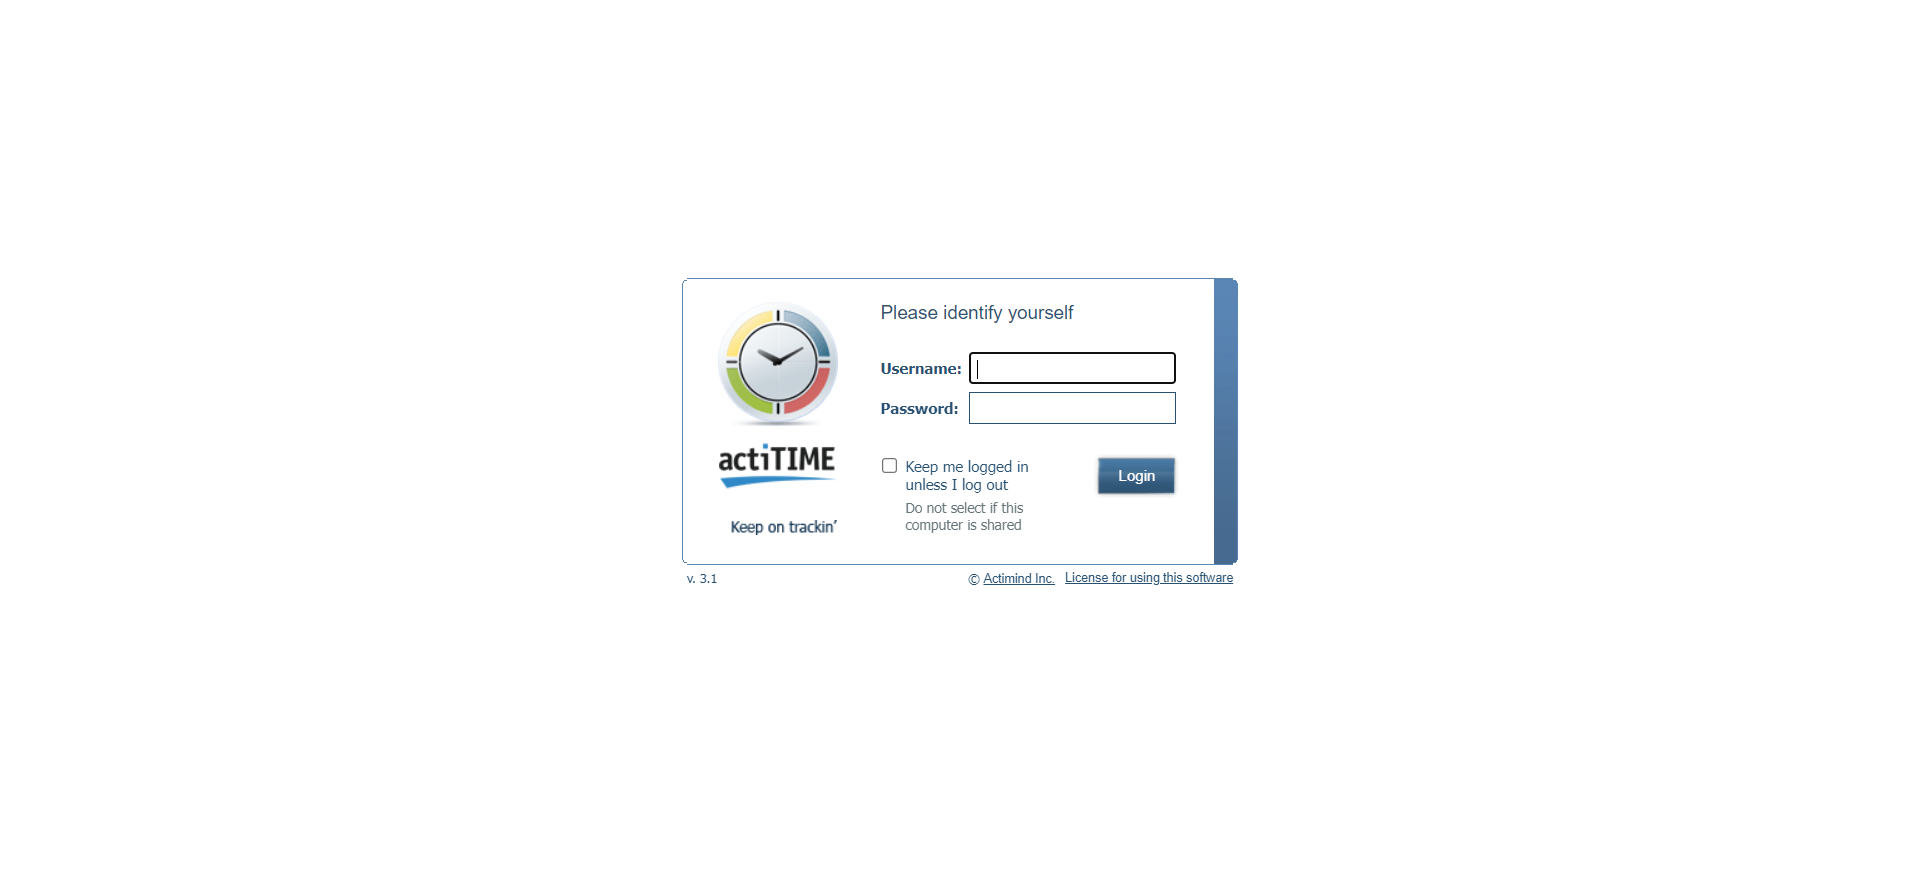 Please identify yourself
Username:
Password:
actiTIME
Keep me logged in
unless I log out
Login
Do not select if this
computer is shared
Keep on trackin’
v. 3.1
© Actimind Inc. License for using this software